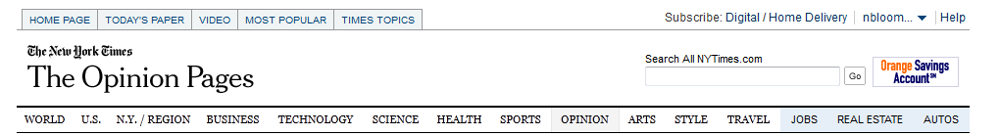 HOME PAGE TODAY'S PAPER VIDEO MOST POPULAR TIMES TOPICS Subscribe: Digital / Home Delivery nbloom... Help
The New York Times
The Opinion Pages
Search All NYTimes.com
Go
Orange Savings
Account SM
WORLD U.S. N.Y. / REGION BUSINESS TECHNOLOGY SCIENCE HEALTH SPORTS OPINION ARTS STYLE TRAVEL JOBS REAL ESTATE AUTOS